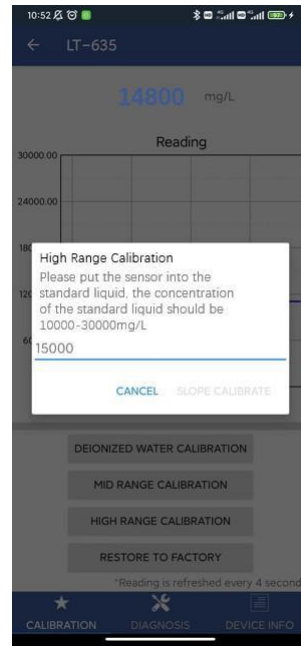 10:52
LT-635
14800 mg/L
Reading
30000.00
24000.00
180
High Range Calibration
Please put the sensor into the
standard liquid, the concentration
of the standard liquid should be
10000-30000mg/L
120
60
15000
CANCEL SLOPE CALIBRATE
DEIONIZED WATER CALIBRATION
MID RANGE CALIBRATION
HIGH RANGE CALIBRATION
RESTORE TO FACTORY
*Reading is refreshed every 4 second
CALIBRATION DIAGNOSIS DEVICE INFO